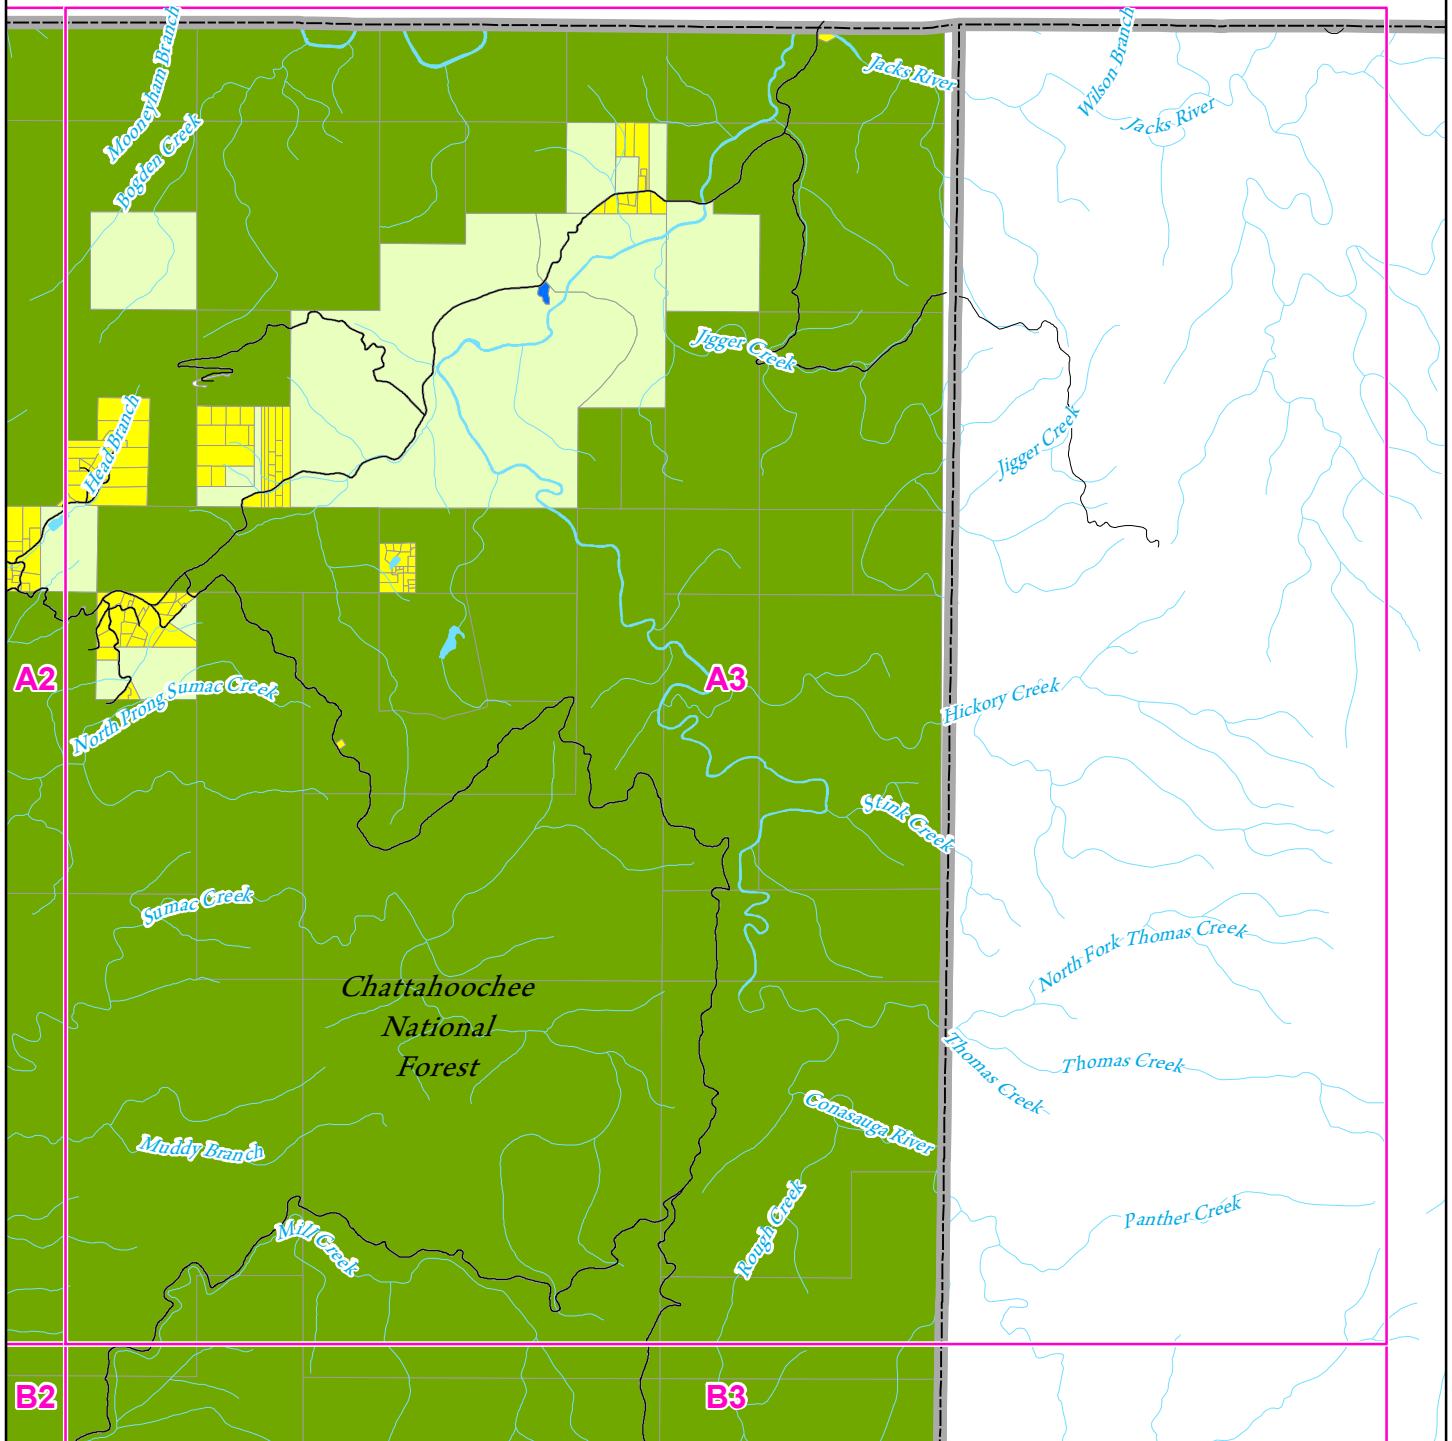 Mooneyham Branch
Bogden Creek
Jacks River
Wilson Branch
Jacks River
Jigger Creek
Jigger Creek
Head Branch
A2
North Prong Sumac Creek
A3
Hickory Creek
Stink Creek
Sumac Creek
North Fork Thomas Creek
Chattahoochee
National
Forest
Thomas Creek
Thomas Creek
Conasauga River
Muddy Branch
Rough Creek
Panther Creek
Mill Creek
B2
B3